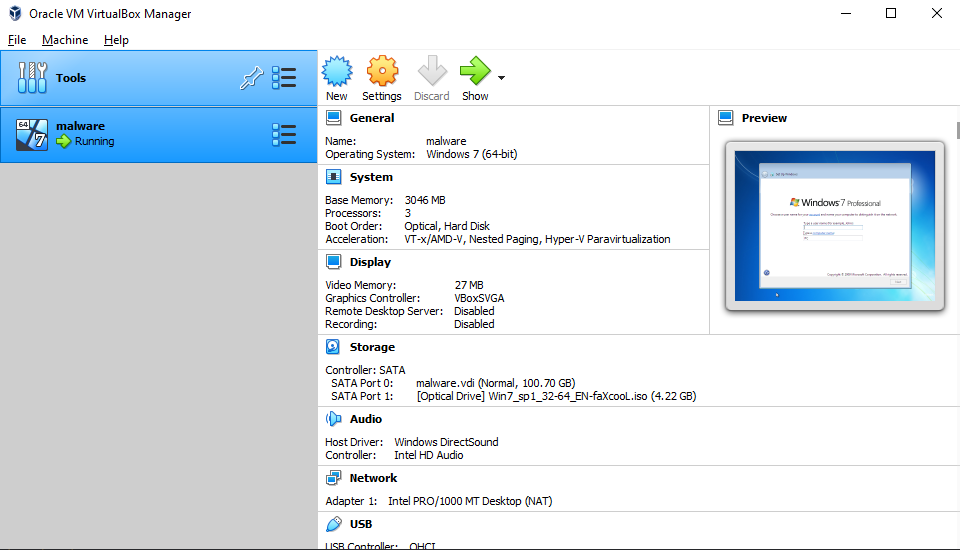 Oracle VM VirtualBox Manager
File Machine Help
Tools
64 7 malware
Running
New Settings Discard Show
General
Name: malware
Operating System: Windows 7 (64-bit)
System
Base Memory: 3046 MB
Processors: 3
Boot Order: Optical, Hard Disk
Acceleration: VT-x/AMD-V, Nested Paging, Hyper-V Paravirtualization
Display
Video Memory: 27 MB
Graphics Controller: VBoxSVGA
Remote Desktop Server: Disabled
Recording: Disabled
Storage
Controller: SATA
SATA Port 0: malware.vdi (Normal, 100.70 GB)
SATA Port 1: [Optical Drive] Win7_sp1_32-64_EN-faXcooL.iso (4.22 GB)
Audio
Host Driver: Windows DirectSound
Controller: Intel HD Audio
Network
Adapter 1: Intel PRO/1000 MT Desktop (NAT)
USB
USB Controller: OHCI
Preview
Set Up Windows
Windows 7 Professional